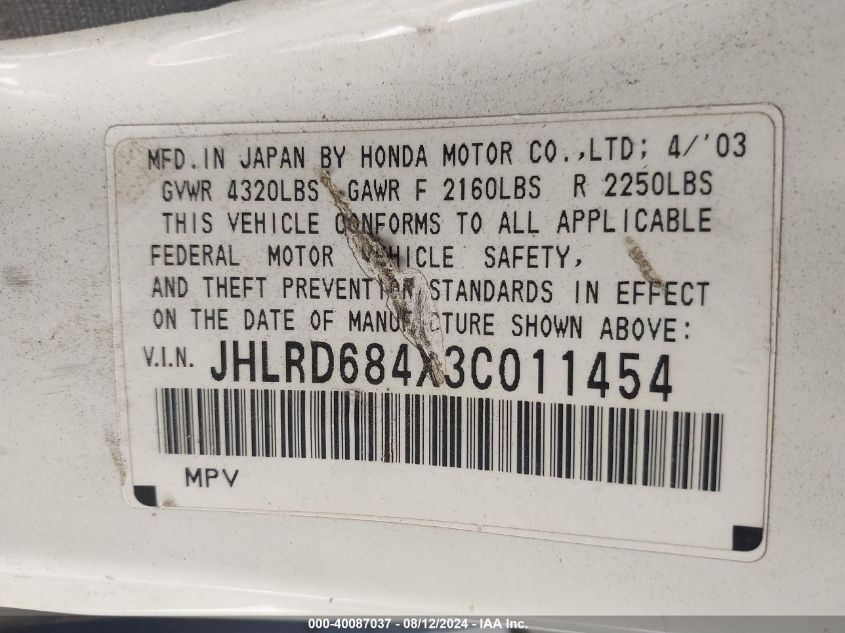 MFD.IN JAPAN BY HONDA MOTOR CO.,LTD; 4/'03
GVWR 4320LBS GAWR F 2160LBS R 2250LBS
THIS VEHICLE CONFORMS TO ALL APPLICABLE
FEDERAL MOTOR VEHICLE SAFETY,
AND THEFT PREVENTION STANDARDS IN EFFECT
ON THE DATE OF MANUFACTURE SHOWN ABOVE:
V.I.N. JHLRD684X3C011454
MPV
000-40087037 - 08/12/2024 - IAA Inc.